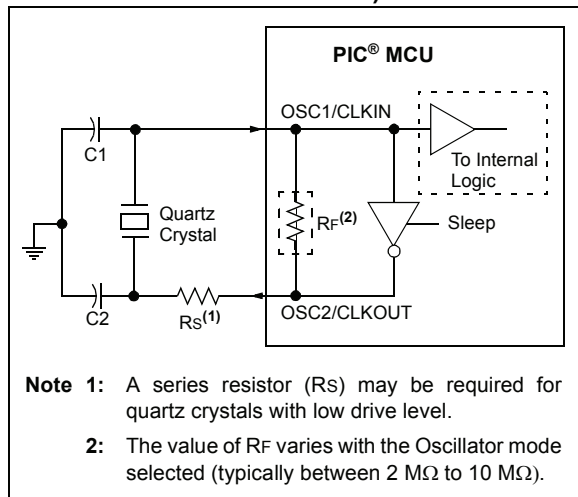 PIC® MCU
OSC1/CLKIN
C1
To Internal
Logic
Quartz
Crystal
RF(2)
Sleep
C2
RS(1)
OSC2/CLKOUT
Note 1: A series resistor (RS) may be required for
quartz crystals with low drive level.
2: The value of RF varies with the Oscillator mode
selected (typically between 2 MΩ to 10 MΩ).